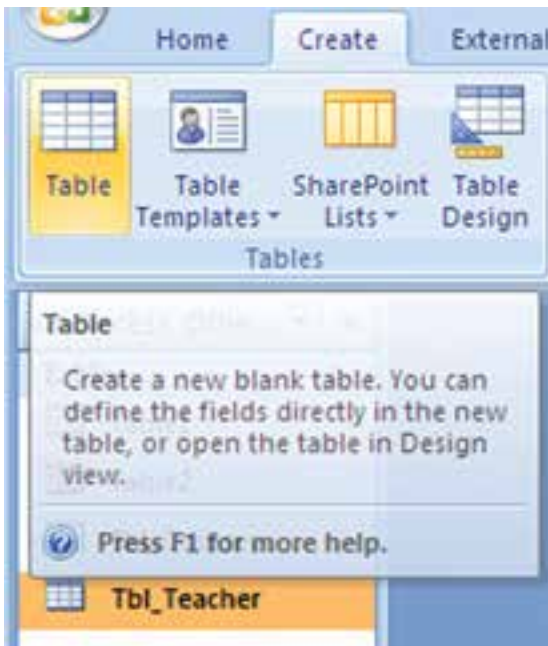 Home Create External
Table Table Templates SharePoint Lists Table Design
Tables
Table
Create a new blank table. You can
define the fields directly in the new
table, or open the table in Design
view.
Press F1 for more help.
Tbl_Teacher